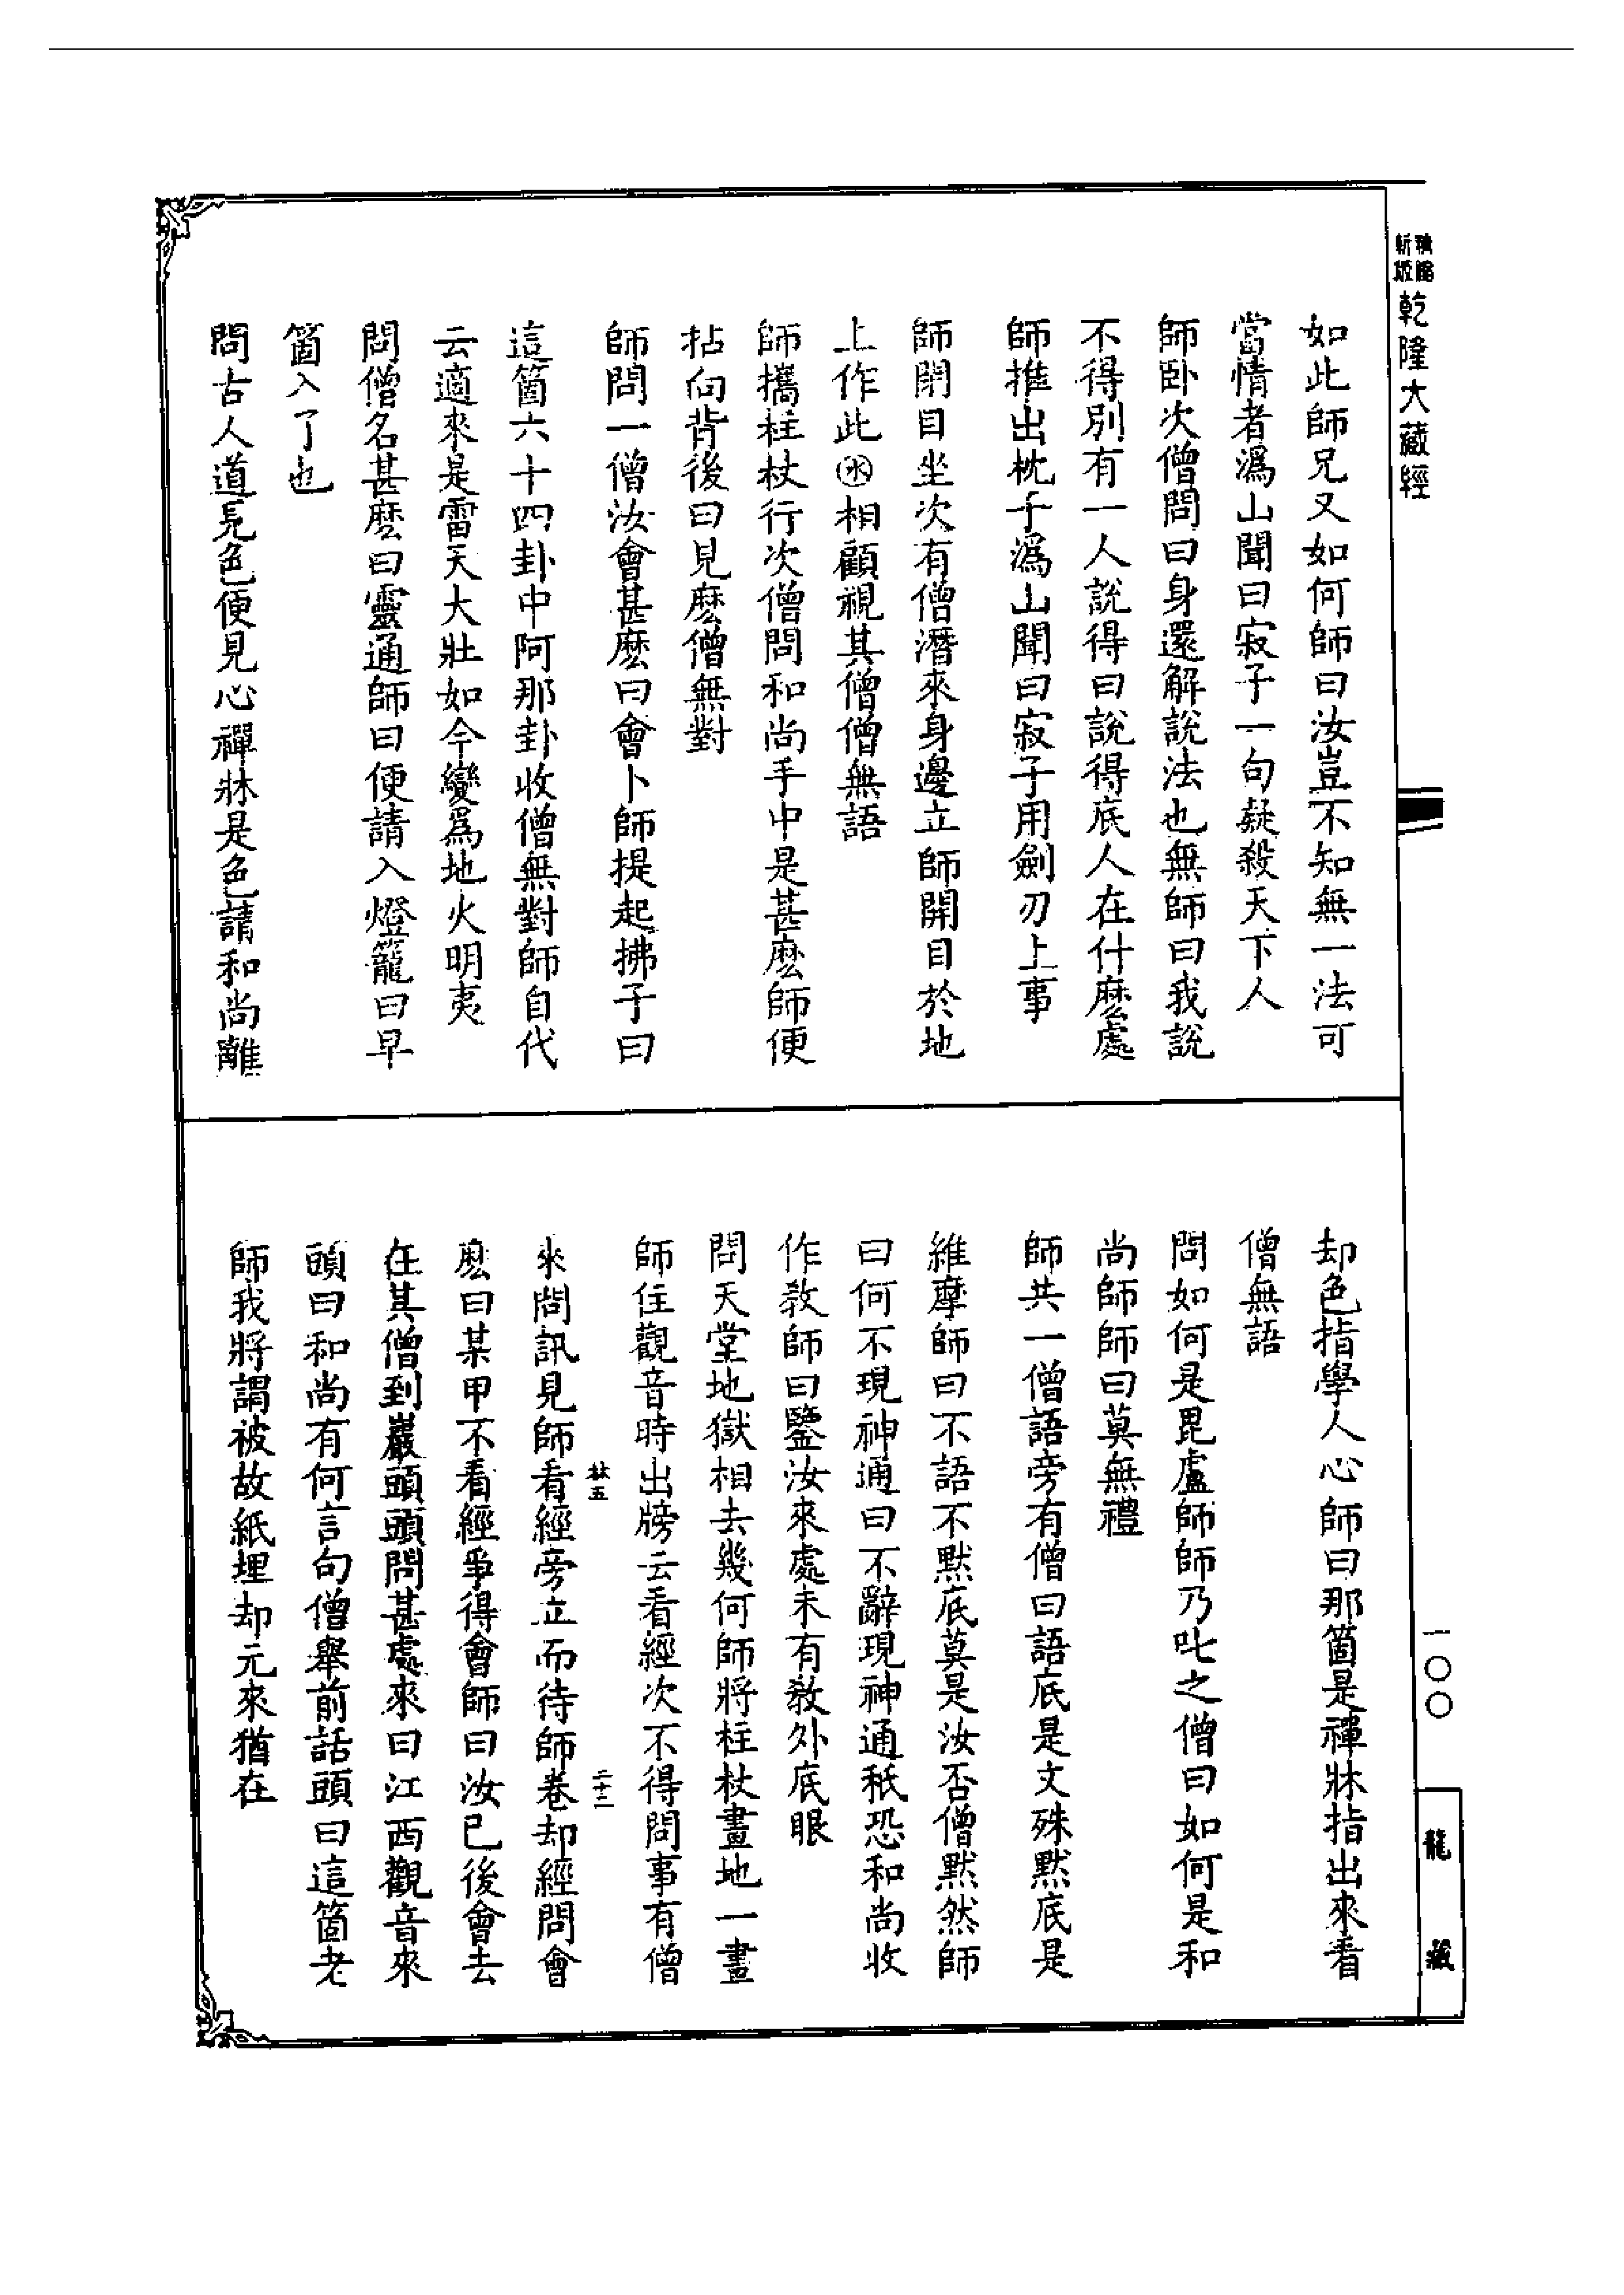 精縮
新版
乾隆大藏經
如此師兄又如何師曰汝豈不知無一法可
當情者潙山聞曰寂子一句疑殺天下人
師卧次僧問曰身還解說法也無師曰我說
不得別有一人說得曰說得底人在什麽處
師推出枕子潙山聞曰寂子用劍刃上事
師閉目坐次有僧潛來身邊立師開目於地
上作此㊌相顧視其僧僧無語
師攜柱杖行次僧問和尚手中是甚麽師便
拈向背後曰見麽僧無對
師問一僧汝會甚麽曰會卜師提起拂子曰
這箇六十四卦中阿那卦收僧無對師自代
云適來是雷天大壯如今變爲地火明夷
問僧名甚麽曰靈通師曰便請入燈籠曰早
箇入了也
問古人道見色便見心禪牀是色請和尚離
却色指學人心師曰那箇是禪牀指出來看
僧無語
問如何是毘盧師師乃叱之僧曰如何是和
尚師師曰莫無禮
師共一僧語旁有僧曰語底是文殊默底是
維摩師曰不語不默底莫是汝否僧默然師
曰何不現神通曰不辭現神通秖恐和尚收
作教師曰鑒汝來處未有教外底眼
問天堂地獄相去幾何師將柱杖畫地一畫
師住觀音時出牓云看經次不得問事有僧
林五
二十二
來問訊見師看經旁立而待師卷却經問會
麽曰某甲不看經爭得會師曰汝已後會去
在其僧到巖頭頭問甚處來曰江西觀音來
頭曰和尚有何言句僧舉前話頭曰這箇老
師我將謂被故紙埋却元來猶在
一〇〇
龍藏